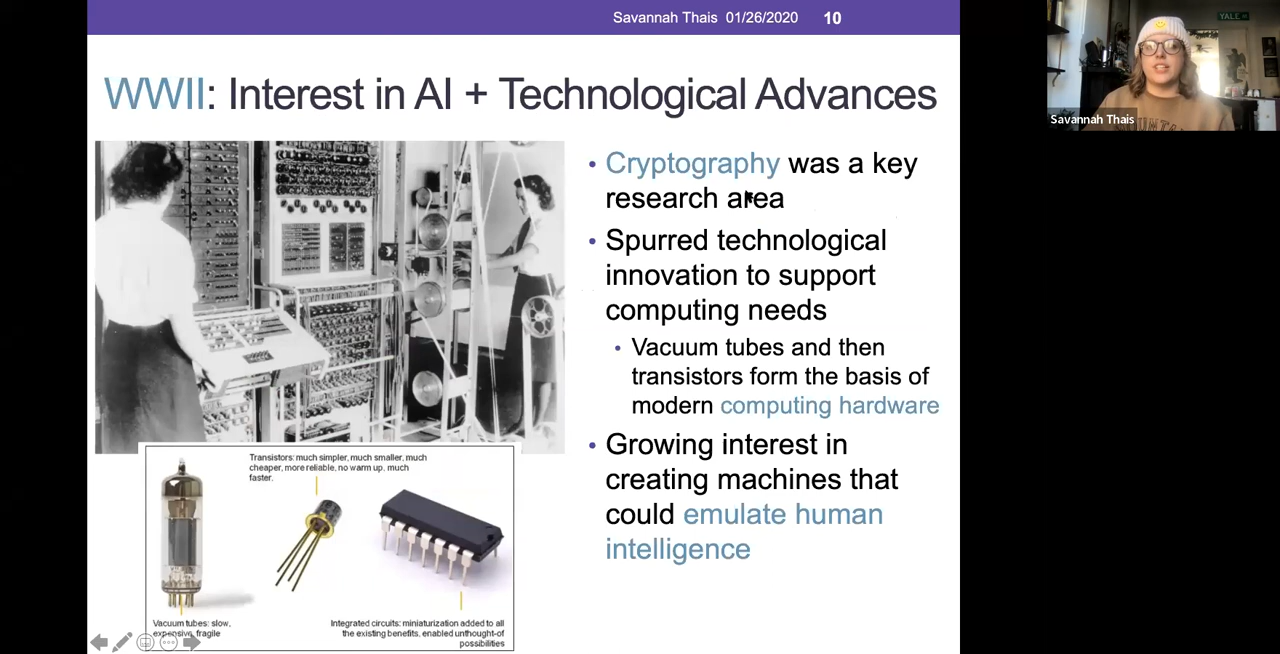 Savannah Thais 01/26/2020 10
YALE
Savannah Thais
WWII: Interest in AI + Technological Advances
• Cryptography was a key
research area
• Spurred technological
innovation to support
computing needs
• Vacuum tubes and then
transistors form the basis of
modern computing hardware
• Growing interest in
creating machines that
could emulate human
intelligence
Transistors: much simpler, much smaller, much
cheaper, more reliable, no warm up, much
faster.
Vacuum tubes: slow,
expensive, fragile
Integrated circuits: miniaturization added to all
the existing benefits, enabled unthought-of
possibilities